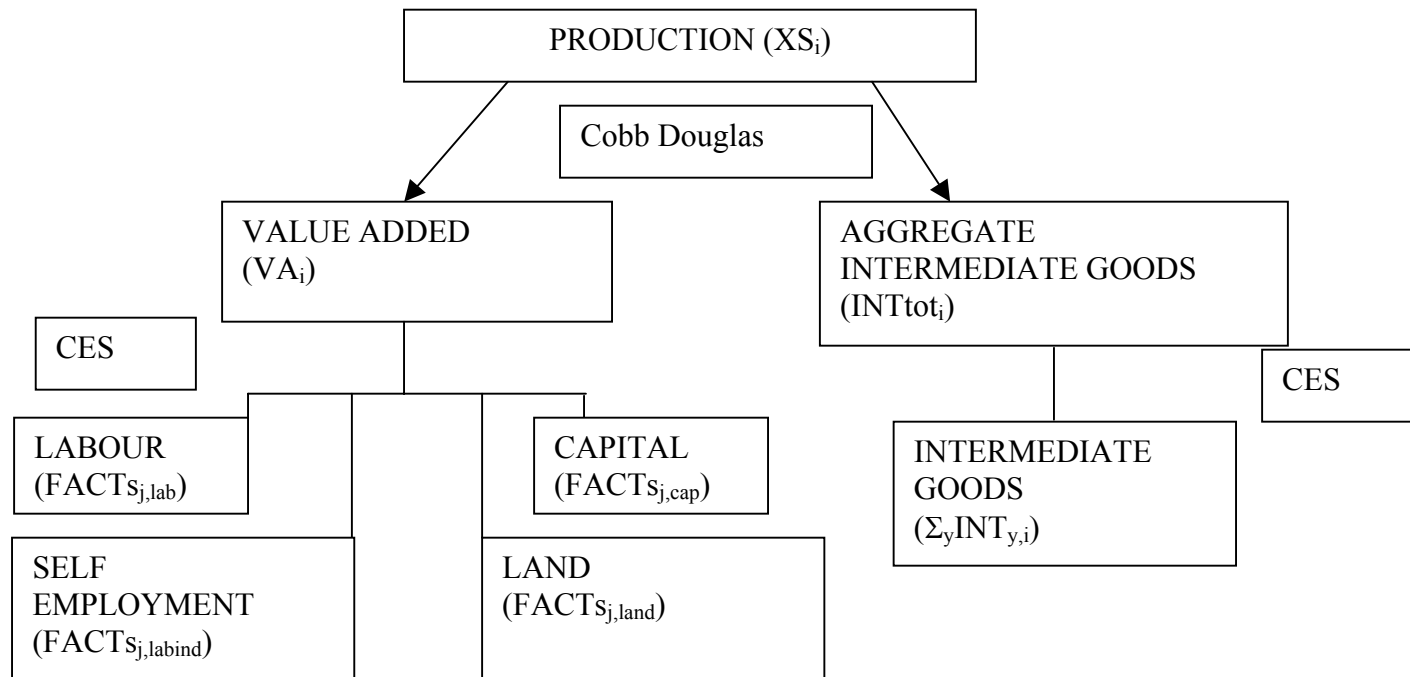 PRODUCTION (XSi)
Cobb Douglas
VALUE ADDED
(VAi)
AGGREGATE
INTERMEDIATE GOODS
(INTtoti)
CES
CES
LABOUR
(FACTsj,lab)
CAPITAL
(FACTsj,cap)
INTERMEDIATE
GOODS
(ΣyINTy,i)
SELF
EMPLOYMENT
(FACTsj,labind)
LAND
(FACTsj,land)